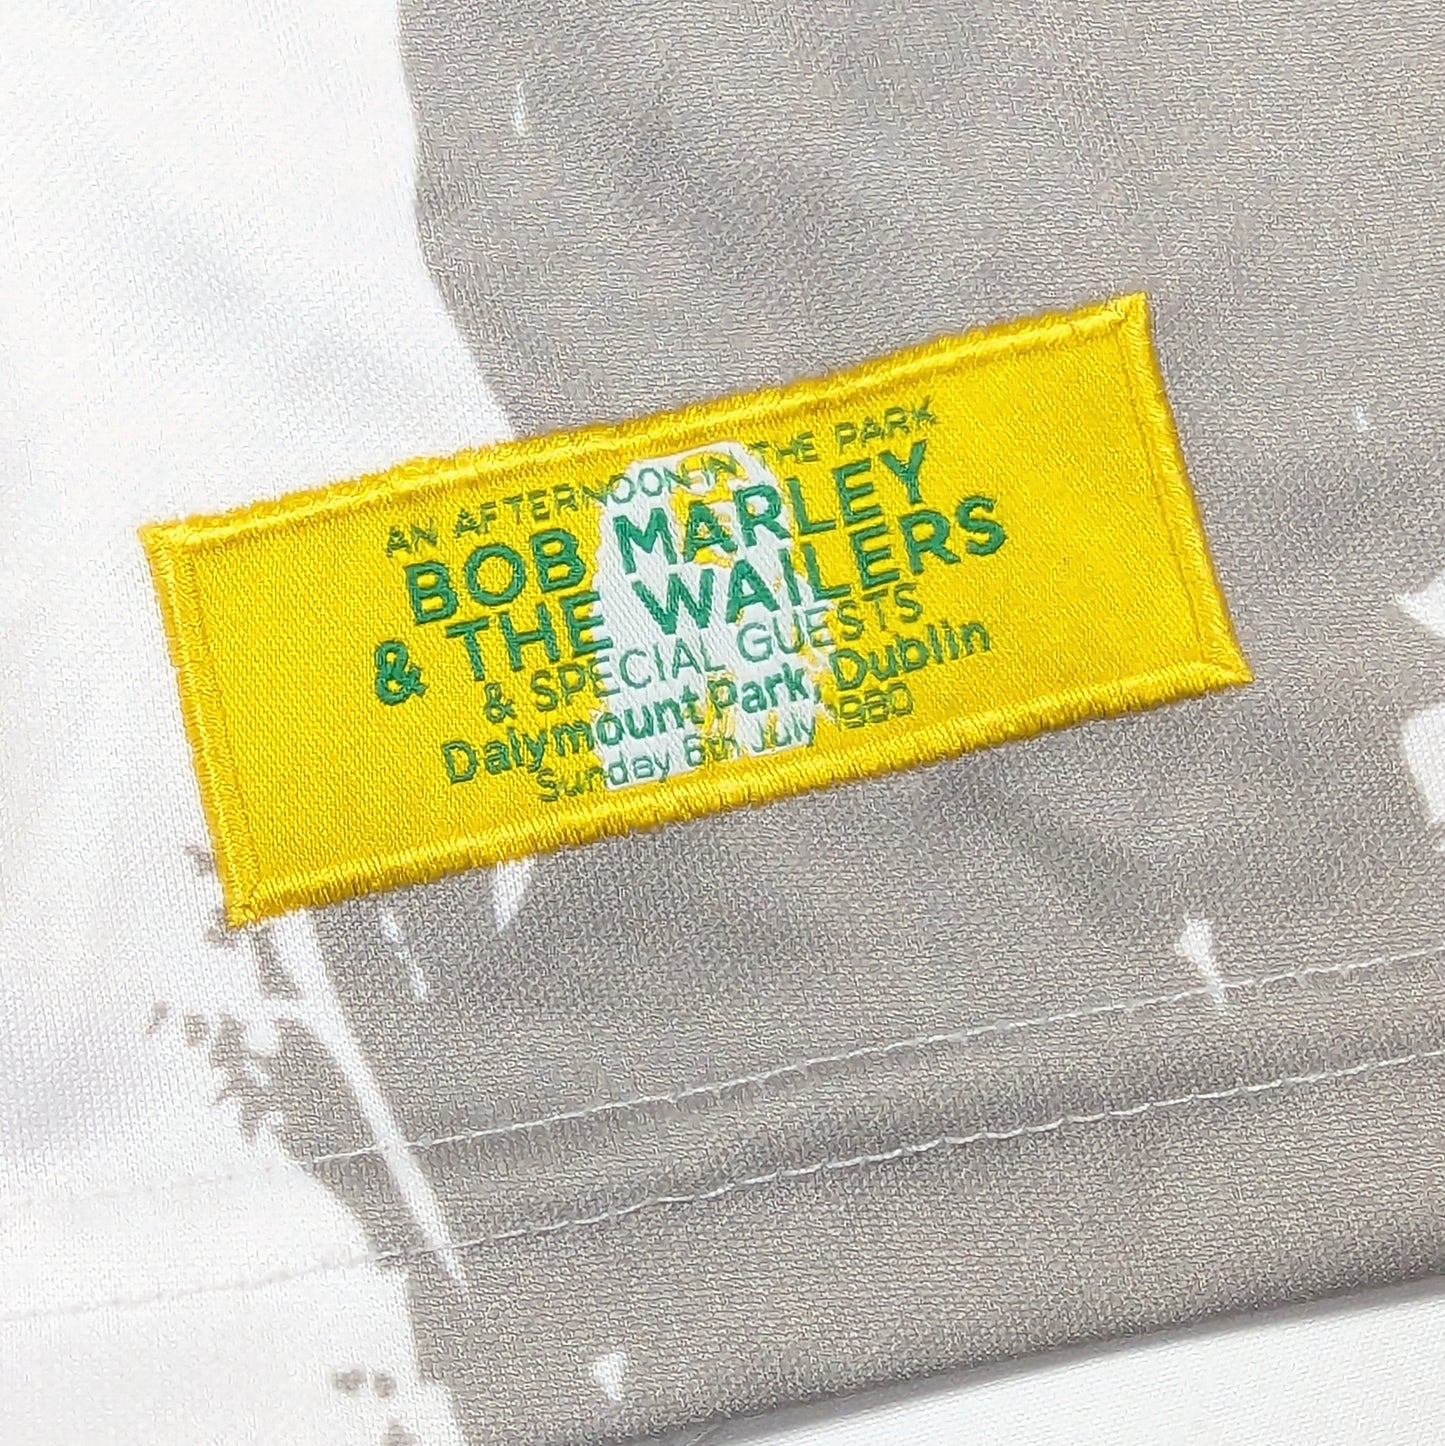 AN AFTERNOON IN THE PARK
BOB MARLEY
& THE WAILERS
& SPECIAL GUESTS
Dalymount Park, Dublin
Sunday 6th July 1980